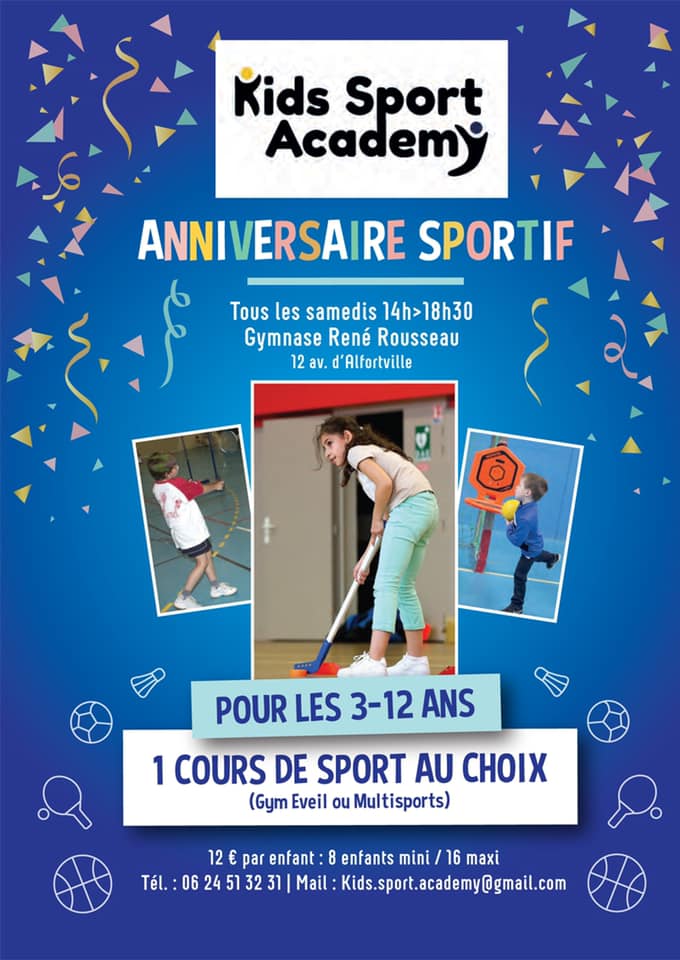 Kids Sport
Academy
ANNIVERSAIRE SPORTIF
Tous les samedis 14h>18h30
Gymnase René Rousseau
12 av. d'Alfortville
POUR LES 3-12 ANS
1 COURS DE SPORT AU CHOIX
(Gym Eveil ou Multisports)
12 € par enfant : 8 enfants mini / 16 maxi
Tél. : 06 24 51 32 31 | Mail : Kids.sport.academy@gmail.com